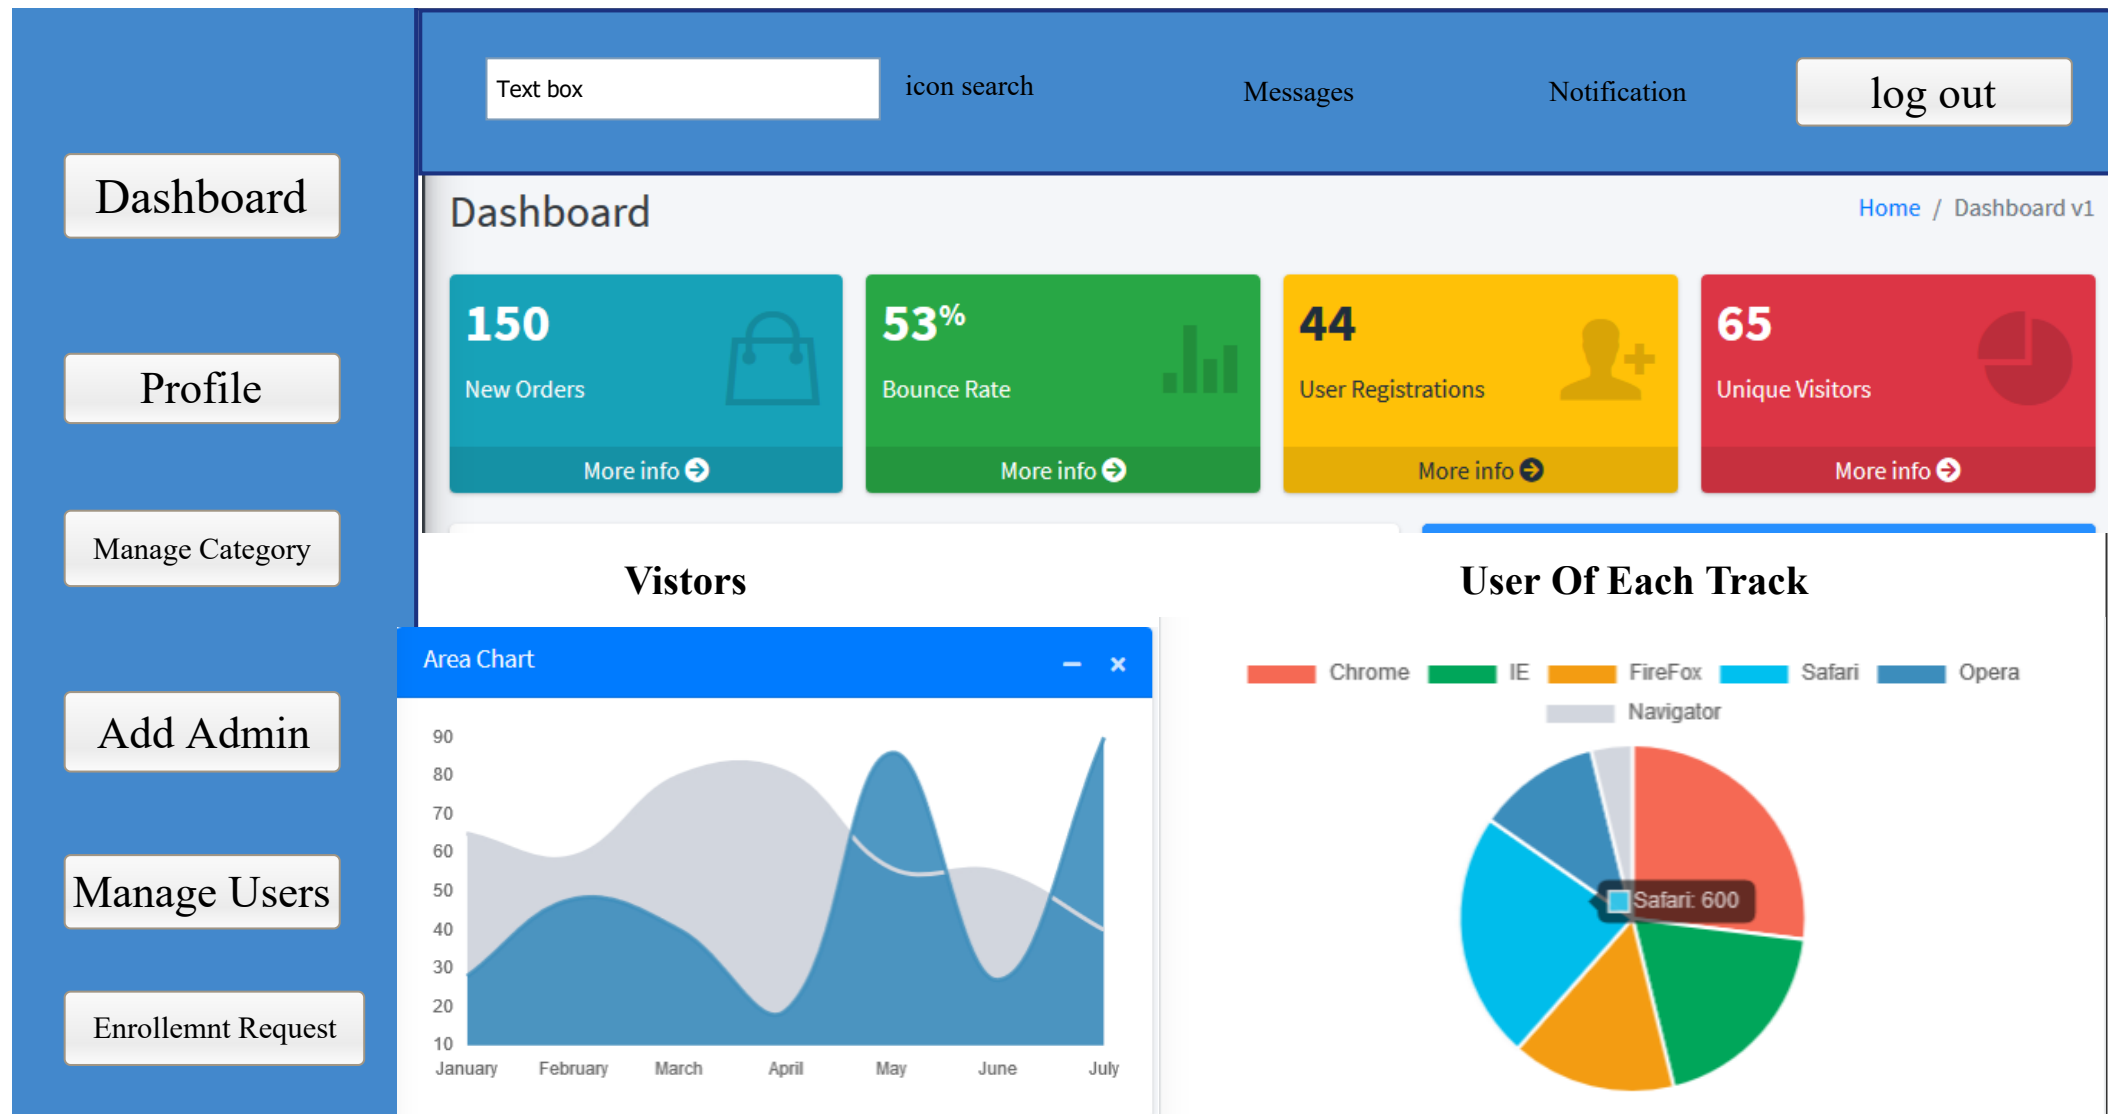 Text box
icon search
Messages
Notification
log out
Dashboard
Profile
Manage Category
Add Admin
Manage Users
Enrollemnt Request
Dashboard
Home / Dashboard v1
150
New Orders
More info
53%
Bounce Rate
More info
44
User Registrations
More info
65
Unique Visitors
More info
Vistors
User Of Each Track
Area Chart
90
80
70
60
50
40
30
20
10
January February March April May June July
Chrome IE FireFox Safari Opera
Navigator
Safari: 600